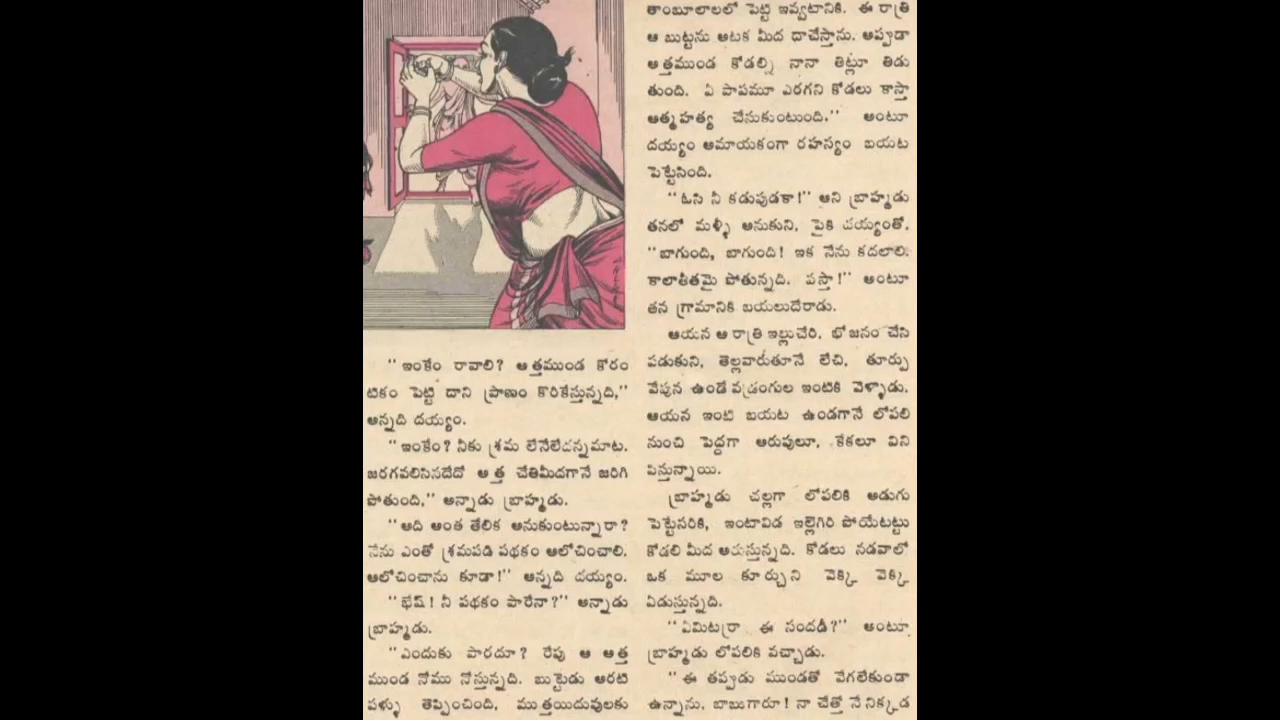 "ఇంకేం రావాలి? అత్తముండ కోరం
టికం పెట్టి దాని ప్రాణం కొరికేస్తున్నది,"
అన్నది దయ్యం.
"ఇంకేం? నీకు శ్రమ లేనేలేదన్నమాట.
జరగవలిసినదేదో అత్త చేతిమీదగానే జరిగి
పోతుంది," అన్నాడు బ్రాహ్మడు.
"అది అంత తేలిక అనుకుంటున్నారా?
నేను ఎంతో శ్రమపడి పథకం ఆలోచించాలి.
ఆలోచించాను కూడా!" అన్నది దయ్యం.
"భేష్! నీ పథకం పారేనా?" అన్నాడు
బ్రాహ్మడు.
"ఎందుకు పారదూ? రేపు ఆ అత్త
ముండ నోము నోస్తున్నది. బుట్టెడు అరటి
పళ్ళు తెప్పించింది, ముత్తయిదువులకు
తాంబూలాలలో పెట్టి ఇవ్వటానికి. ఈ రాత్రి
ఆ బుట్టను అటక మీద దాచేస్తాను. అప్పుడా
అత్తముండ కోడల్ని నానా తిట్లూ తిడు
తుంది. ఏ పాపమూ ఎరగని కోడలు కాస్తా
ఆత్మహత్య చేసుకుంటుంది," అంటూ
దయ్యం అమాయకంగా రహస్యం బయట
పెట్టేసింది.
"ఓసి నీ కడుపుడకా!" అని బ్రాహ్మడు
తనలో మళ్ళీ అనుకుని, పైకి దయ్యంతో,
"బాగుంది, బాగుంది! ఇక నేను కదలాలి.
కాలాతీతమై పోతున్నది. వస్తా!" అంటూ
తన గ్రామానికి బయలుదేరాడు.
ఆయన ఆ రాత్రి ఇల్లుచేరి, భోజనం చేసి
పడుకుని, తెల్లవారుతూనే లేచి, తూర్పు
వేపున ఉండే వడ్రంగుల ఇంటికి వెళ్ళాడు.
ఆయన ఇంటి బయట ఉండగానే లోపలి
నుంచి పెద్దగా అరుపులూ, కేకలూ విని
పిస్తున్నాయి.
బ్రాహ్మడు చల్లగా లోపలికి అడుగు
పెట్టేసరికి, ఇంటావిడ ఇల్లెగిరి పోయేటట్టు
కోడలి మీద అరుస్తున్నది. కోడలు నడవాలో
ఒక మూల కూర్చుని వెక్కి వెక్కి
ఏడుస్తున్నది.
"ఏమిట్రా ఈ సందడీ?" అంటూ
బ్రాహ్మడు లోపలికి వచ్చాడు.
"ఈ తప్పుడు ముండతో వేగలేకుండా
ఉన్నాను, బాబుగారూ! నా చేత్తో నేనిక్కడ